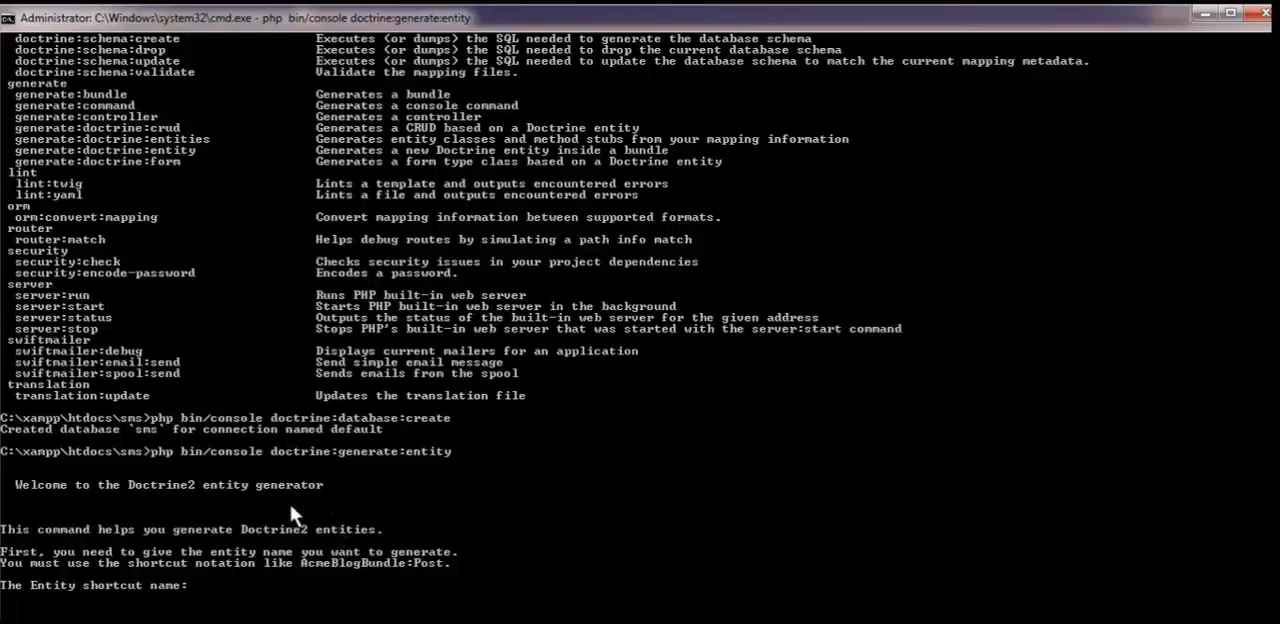 Administrator: C:\Windows\system32\cmd.exe - php  bin/console doctrine:generate:entity
doctrine:schema:create Executes (or dumps) the SQL needed to generate the database schema
doctrine:schema:drop Executes (or dumps) the SQL needed to drop the current database schema
doctrine:schema:update Executes (or dumps) the SQL needed to update the database schema to match the current mapping metadata.
doctrine:schema:validate Validate the mapping files.
generate
generate:bundle Generates a bundle
generate:command Generates a console command
generate:controller Generates a controller
generate:doctrine:crud Generates a CRUD based on a Doctrine entity
generate:doctrine:entities Generates entity classes and method stubs from your mapping information
generate:doctrine:entity Generates a new Doctrine entity inside a bundle
generate:doctrine:form Generates a form type class based on a Doctrine entity
lint
lint:twig Lints a template and outputs encountered errors
lint:yaml Lints a file and outputs encountered errors
orm
orm:convert:mapping Convert mapping information between supported formats.
router
router:match Helps debug routes by simulating a path info match
security
security:check Checks security issues in your project dependencies
security:encode-password Encodes a password.
server
server:run Runs PHP built-in web server
server:start Starts PHP built-in web server in the background
server:status Outputs the status of the built-in web server for the given address
server:stop Stops PHP's built-in web server that was started with the server:start command
swiftmailer
swiftmailer:debug Displays current mailers for an application
swiftmailer:email:send Send simple email message
swiftmailer:spool:send Sends emails from the spool
translation
translation:update Updates the translation file
C:\xampp\htdocs\sms>php bin/console doctrine:database:create
Created database `sms` for connection named default
C:\xampp\htdocs\sms>php bin/console doctrine:generate:entity
Welcome to the Doctrine2 entity generator
This command helps you generate Doctrine2 entities.
First, you need to give the entity name you want to generate.
You must use the shortcut notation like AcmeBlogBundle:Post.
The Entity shortcut name: